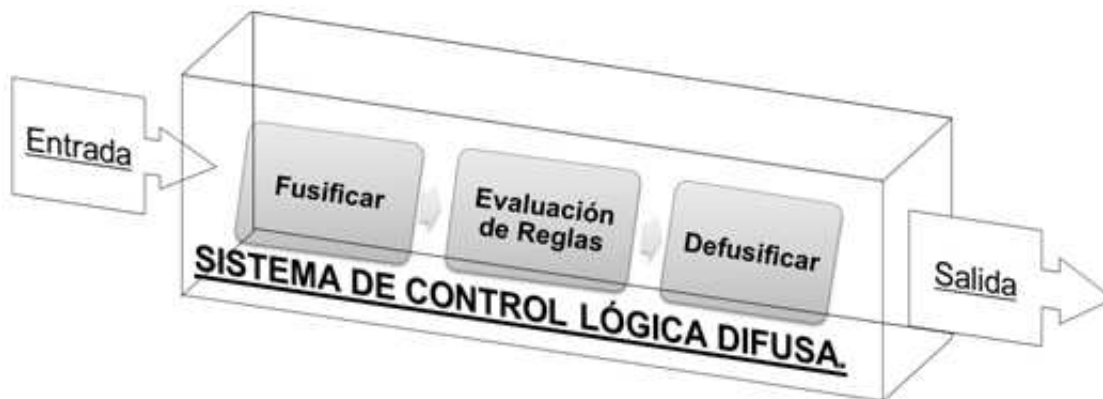 Entrada
Fusificar
Evaluación
de Reglas
Defusificar
Salida
SISTEMA DE CONTROL LÓGICA DIFUSA.